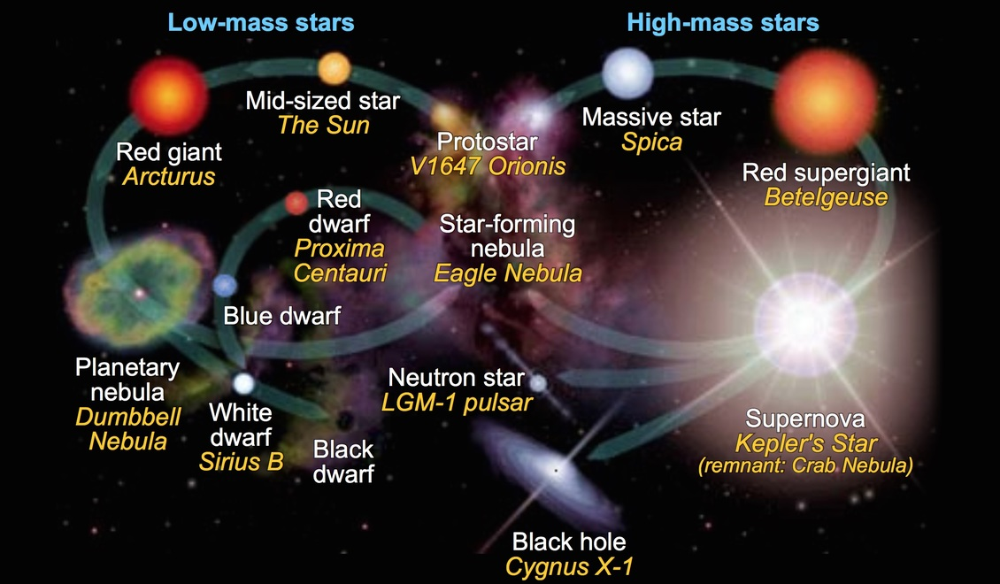 Low-mass stars
High-mass stars
Mid-sized star
The Sun
Red giant
Arcturus
Protostar
V1647 Orionis
Massive star
Spica
Red supergiant
Betelgeuse
Red
dwarf
Proxima
Centauri
Star-forming
nebula
Eagle Nebula
Blue dwarf
Planetary
nebula
Dumbbell
Nebula
White
dwarf
Sirius B
Black
dwarf
Neutron star
LGM-1 pulsar
Supernova
Kepler's Star
(remnant: Crab Nebula)
Black hole
Cygnus X-1